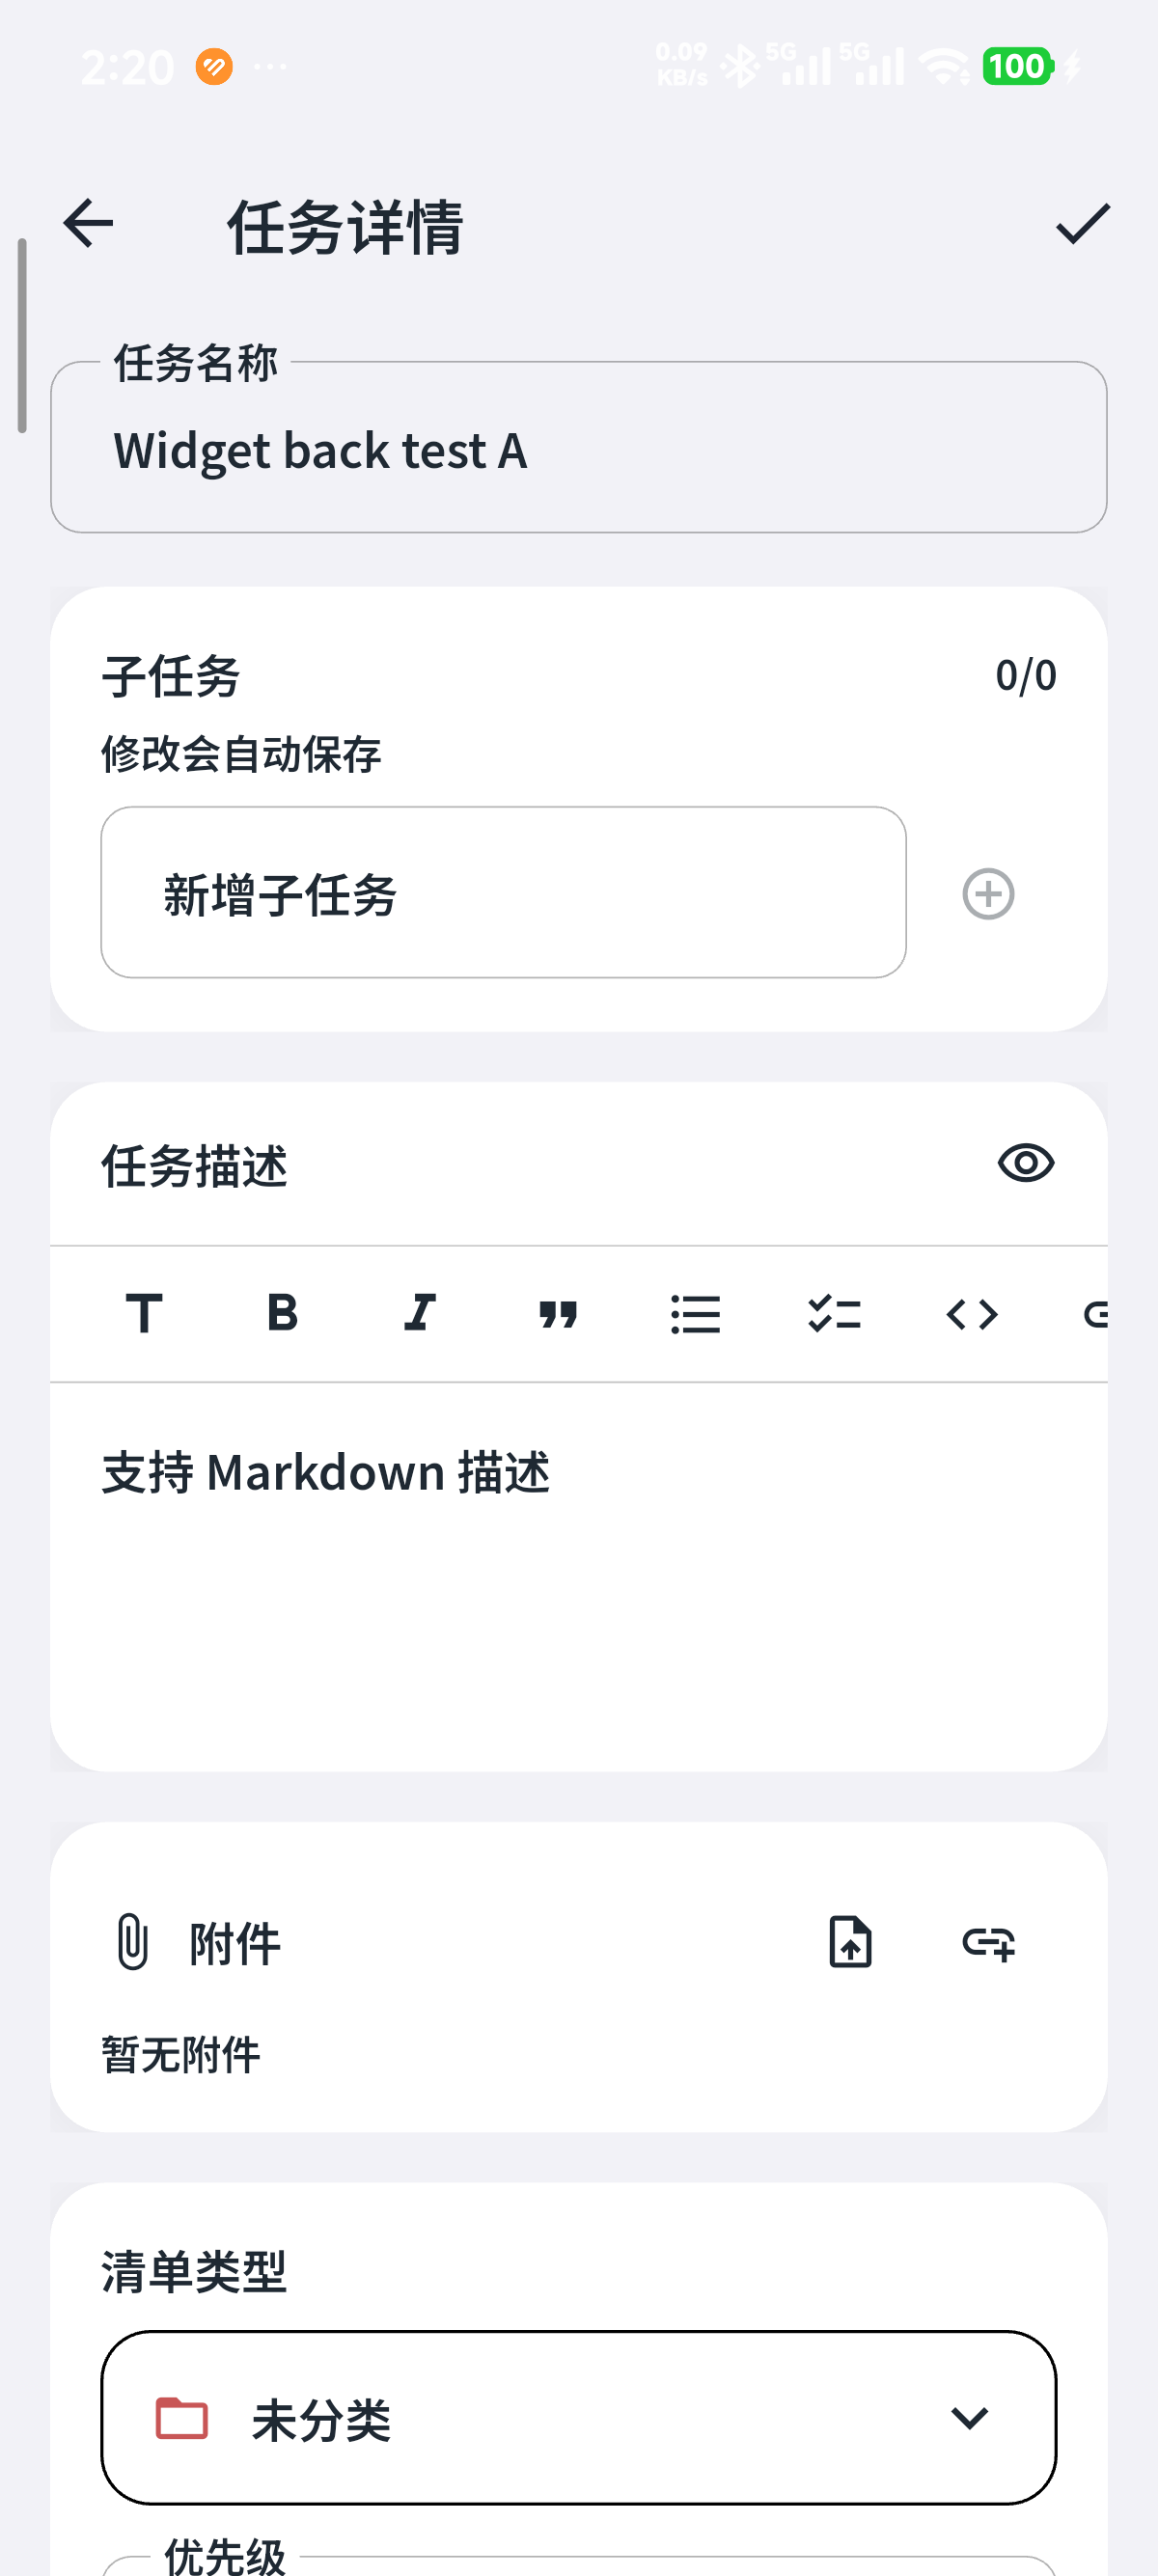 2:20 ··· 0.09 KB/s 5G 5G 100
任务详情
任务名称
Widget back test A
子任务 0/0
修改会自动保存
新增子任务
任务描述
T B I
支持 Markdown 描述
附件
暂无附件
清单类型
未分类
优先级